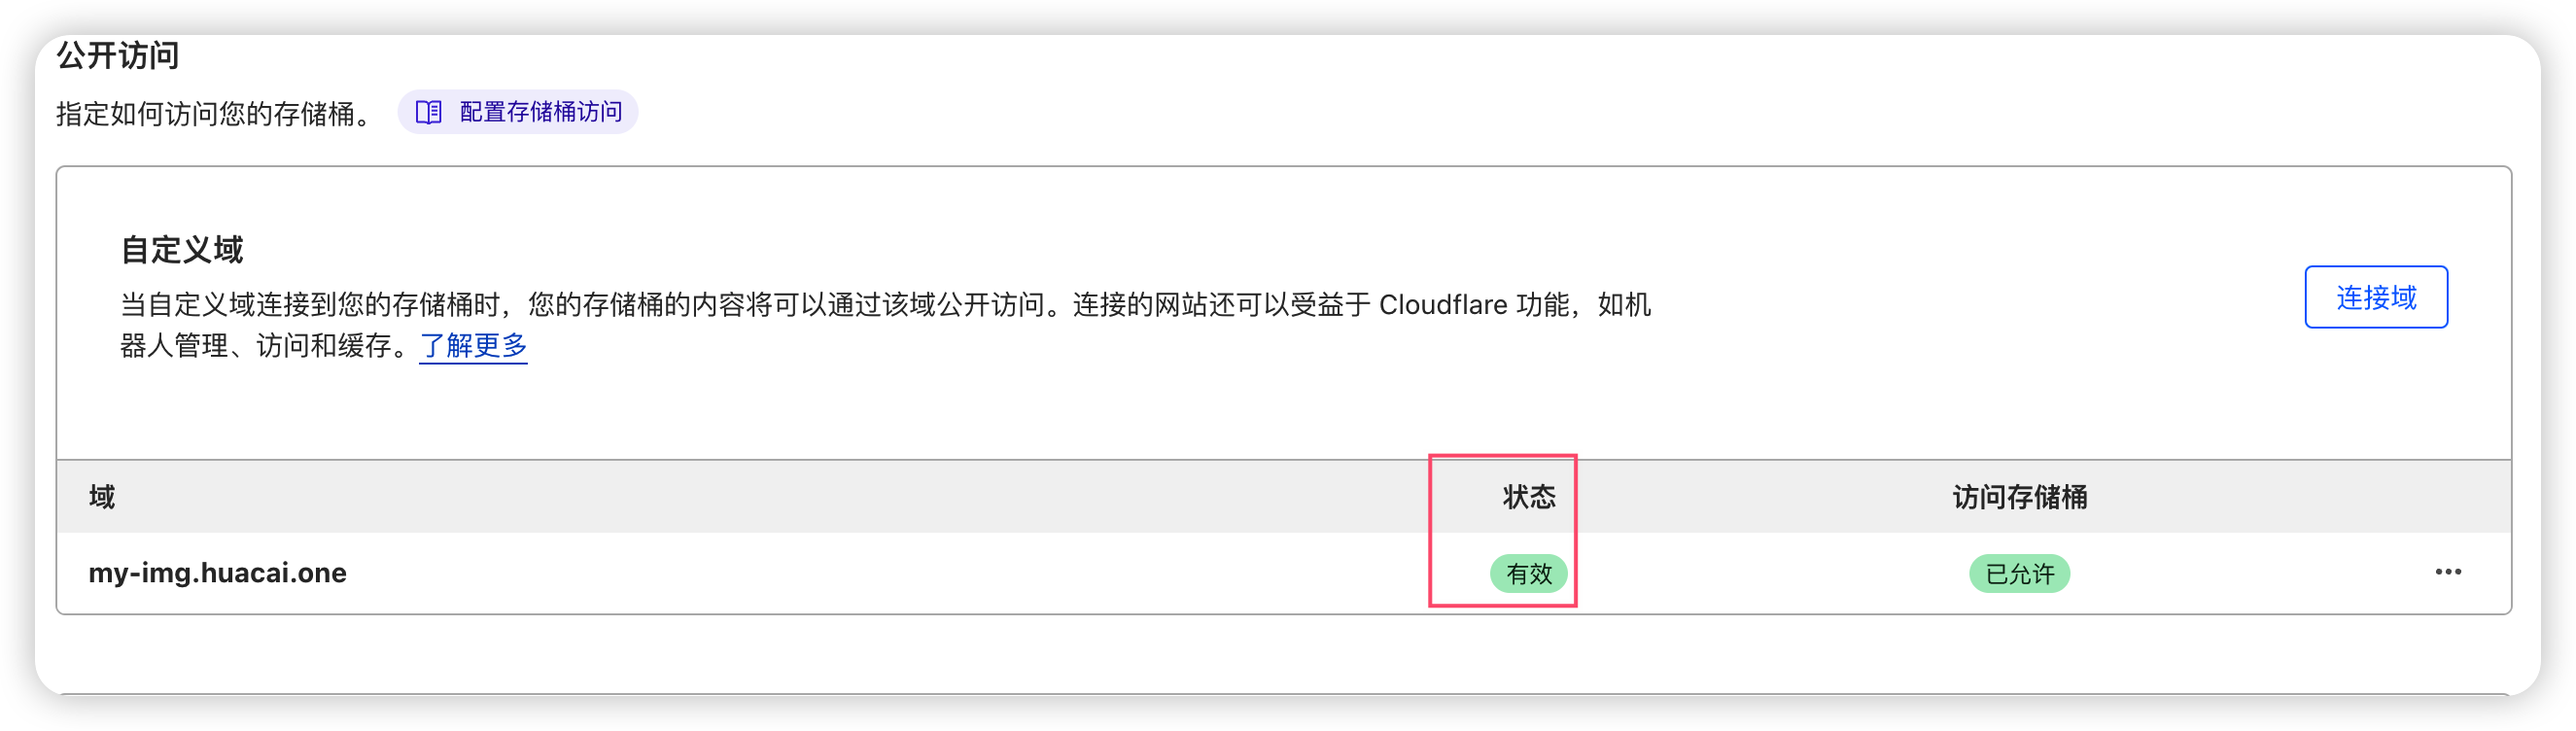 公开访问
指定如何访问您的存储桶。 配置存储桶访问
自定义域
当自定义域连接到您的存储桶时，您的存储桶的内容将可以通过该域公开访问。连接的网站还可以受益于 Cloudflare 功能，如机
器人管理、访问和缓存。了解更多
连接域
域 状态 访问存储桶
my-img.huacai.one 有效 已允许